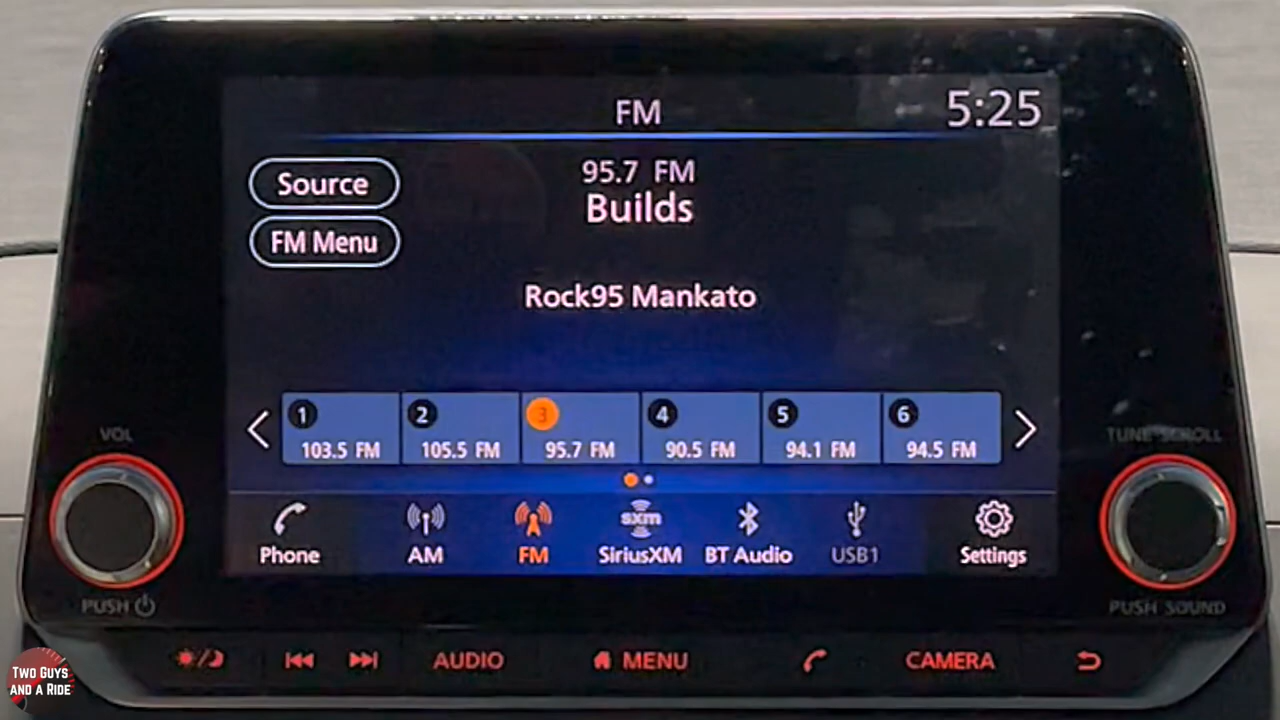 FM
5:25
Source
95.7 FM
Builds
FM Menu
Rock95 Mankato
1 2 3 4 5 6
103.5 FM 105.5 FM 95.7 FM 90.5 FM 94.1 FM 94.5 FM
VOL
TUNE·SCROLL
sxm
Phone AM FM SiriusXM BT Audio USB1 Settings
PUSH
PUSH SOUND
AUDIO MENU CAMERA
TWO GUYS
AND A RIDE